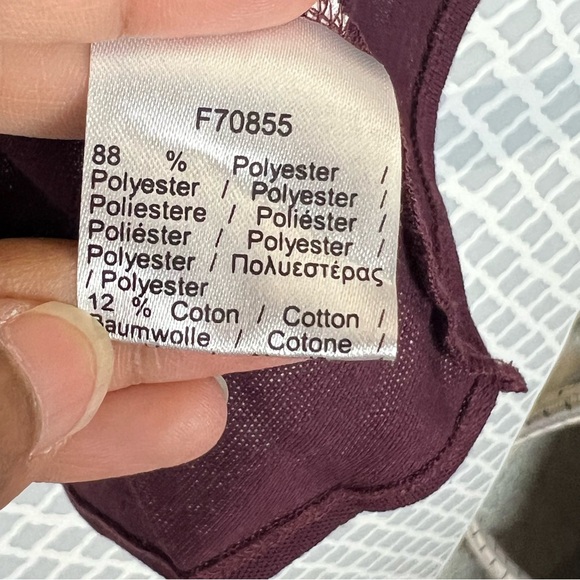 F70855
88 % Polyester /
Polyester / Polyester /
Poliestere / Poliéster /
Poliéster / Polyester /
Polyester / Πολυεστέρας
/ Polyester
12 % Coton / Cotton /
Baumwolle / Cotone /